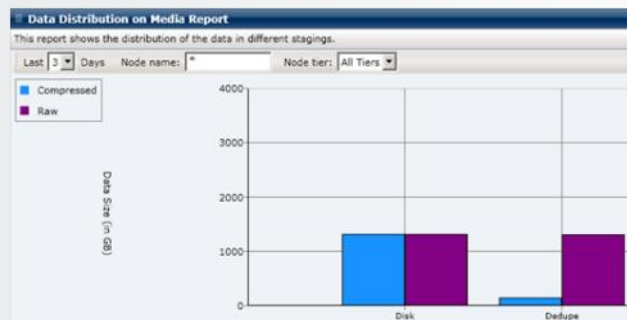 Data Distribution on Media Report
This report shows the distribution of the data in different stagings.
Last 3 Days Node name: * Node tier: All Tiers
Compressed
Raw
Data Size (in GB)
4000
3000
2000
1000
0
Disk Dedupe